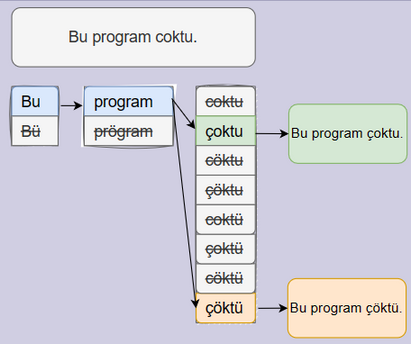 Bu program coktu.
Bu
Bü
program
prögram
coktu
çoktu
cöktu
çöktu
coktü
çoktü
cöktü
çöktü
Bu program çoktu.
Bu program çöktü.